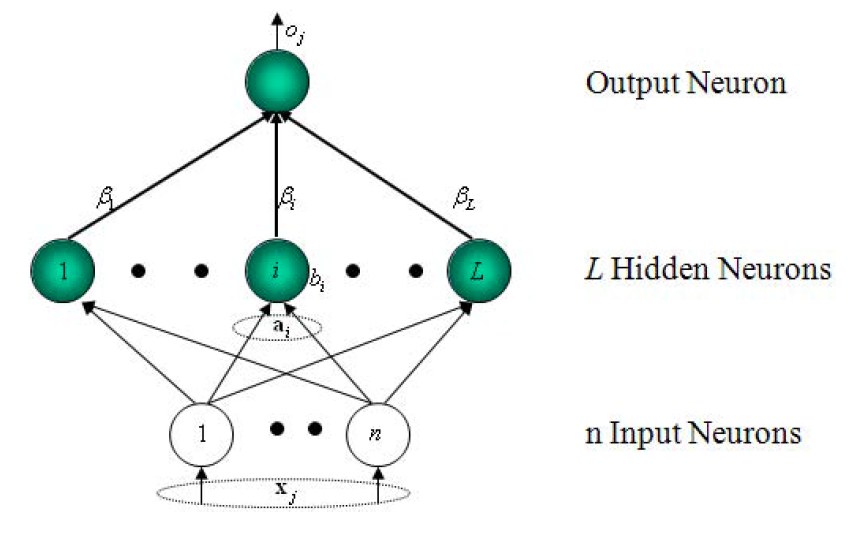 o_j
Output Neuron
β_1 β_i β_L
1 i b_i L L Hidden Neurons
a_i
1 n n Input Neurons
x_j